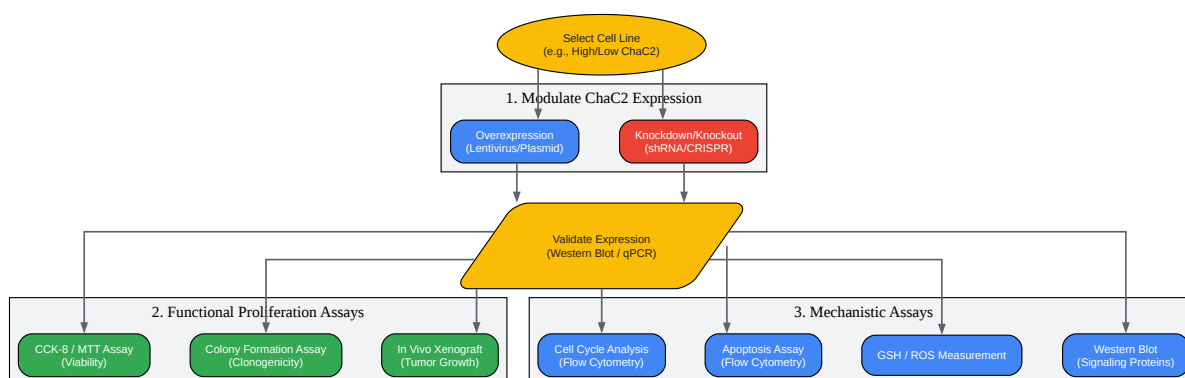 Select Cell Line
(e.g., High/Low ChaC2)
1. Modulate ChaC2 Expression
Overexpression
(Lentivirus/Plasmid)
Knockdown/Knockout
(shRNA/CRISPR)
Validate Expression
(Western Blot / qPCR)
2. Functional Proliferation Assays
CCK-8 / MTT Assay
(Viability)
Colony Formation Assay
(Clonogenicity)
In Vivo Xenograft
(Tumor Growth)
3. Mechanistic Assays
Cell Cycle Analysis
(Flow Cytometry)
Apoptosis Assay
(Flow Cytometry)
GSH / ROS Measurement
Western Blot
(Signaling Proteins)